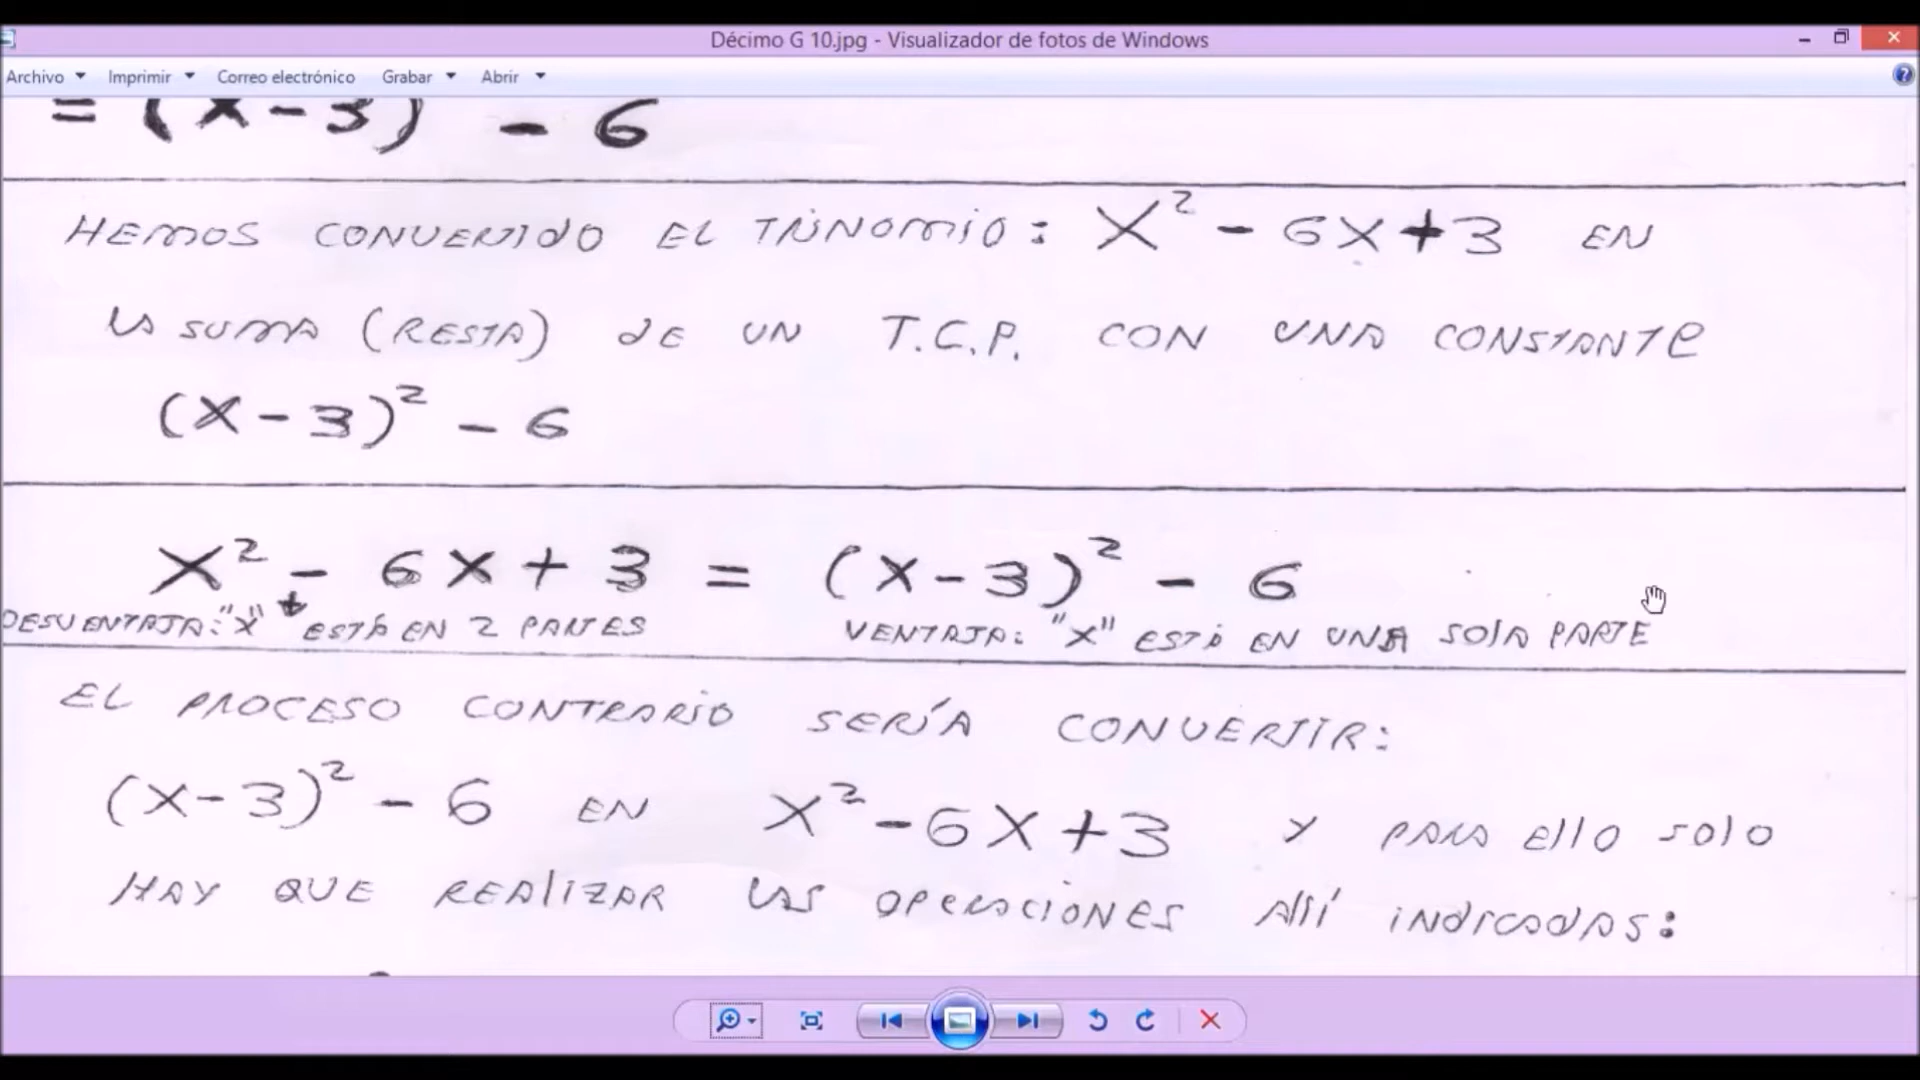 Décimo G 10.jpg - Visualizador de fotos de Windows
Archivo Imprimir Correo electrónico Grabar Abrir
= (X - 3) - 6
HEMOS CONVERTIDO EL TRINOMIO: X² - 6X + 3 EN
LA SUMA (RESTA) DE UN T.C.P. CON UNA CONSTANTE
(X - 3)² - 6
X² - 6X + 3 = (X - 3)² - 6
DESVENTAJA: "X" ESTÁ EN 2 PARTES VENTAJA: "X" ESTÁ EN UNA SOLA PARTE
EL PROCESO CONTRARIO SERÍA CONVERTIR:
(X - 3)² - 6 EN X² - 6X + 3 Y PARA ELLO SOLO
HAY QUE REALIZAR LAS OPERACIONES ALLÍ INDICADAS: